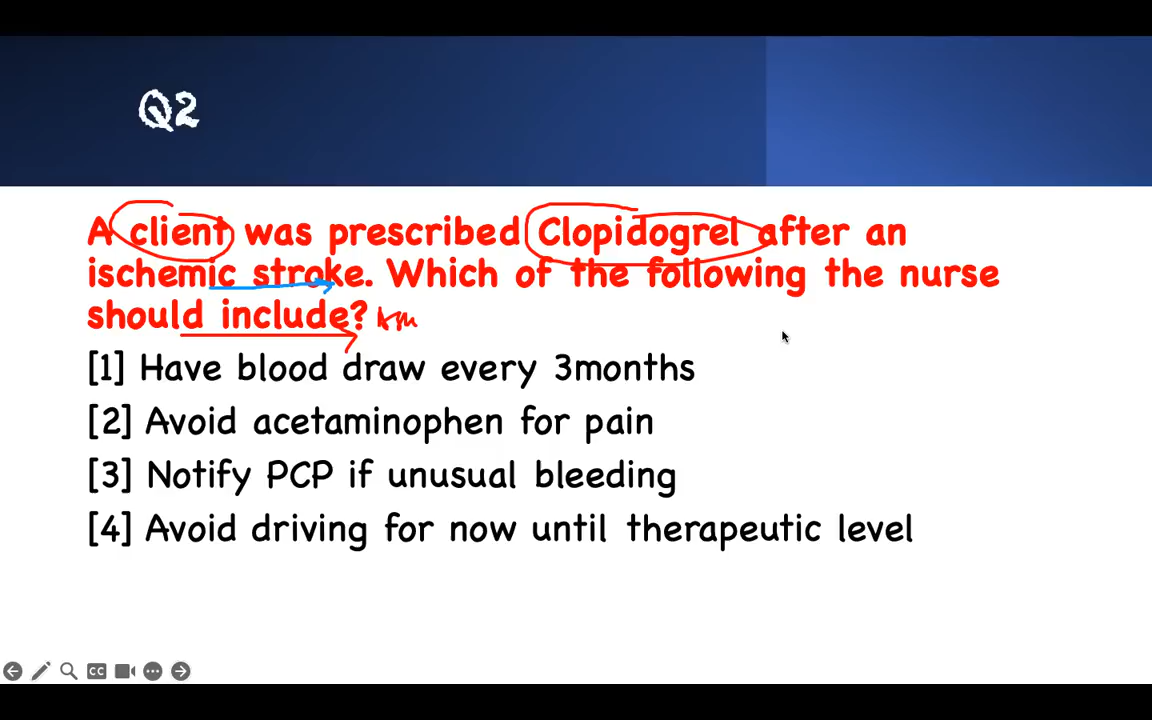 Q2
A client was prescribed Clopidogrel after an
ischemic stroke. Which of the following the nurse
should include?
[1] Have blood draw every 3months
[2] Avoid acetaminophen for pain
[3] Notify PCP if unusual bleeding
[4] Avoid driving for now until therapeutic level
CC